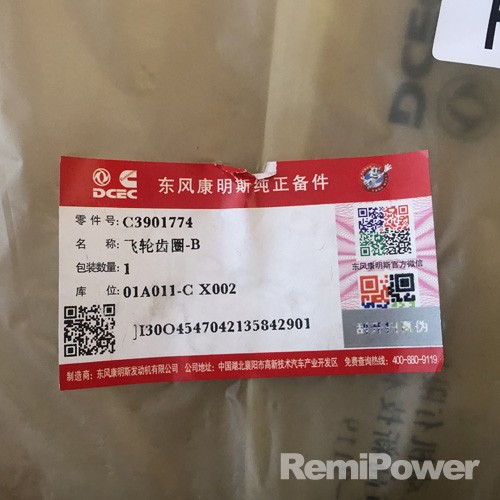 DCEC
DCEC
东风康明斯纯正备件
零件号: C3901774
名 称: 飞轮齿圈-B
包装数量: 1
库 位: 01A011-C X002
J130O4547042135842901
东风康明斯官方微信
制造商: 东风康明斯发动机有限公司 公司地址: 中国湖北襄阳市高新技术汽车产业开发区 免费查询热线: 400-880-9119
RemiPower